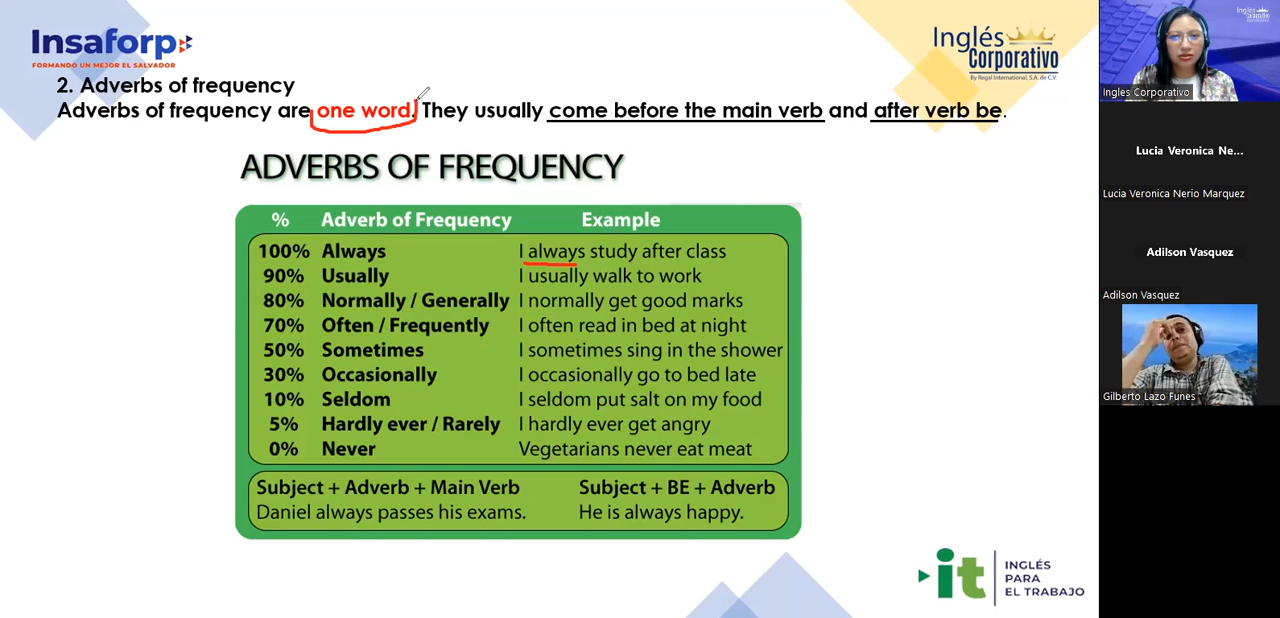 Insaforp
FORMANDO UN MEJOR EL SALVADOR
Inglés
Corporativo
By Regal International, S.A. de C.V.
2. Adverbs of frequency
Adverbs of frequency are one word. They usually come before the main verb and after verb be.
ADVERBS OF FREQUENCY
% Adverb of Frequency Example
100% Always I always study after class
90% Usually I usually walk to work
80% Normally / Generally I normally get good marks
70% Often / Frequently I often read in bed at night
50% Sometimes I sometimes sing in the shower
30% Occasionally I occasionally go to bed late
10% Seldom I seldom put salt on my food
5% Hardly ever / Rarely I hardly ever get angry
0% Never Vegetarians never eat meat
Subject + Adverb + Main Verb Subject + BE + Adverb
Daniel always passes his exams. He is always happy.
it
INGLÉS
PARA
EL TRABAJO
Inglés
Corporativo
Ingles Corporativo
Lucia Veronica Ne...
Lucia Veronica Nerio Marquez
Adilson Vasquez
Adilson Vasquez
Gilberto Lazo Funes